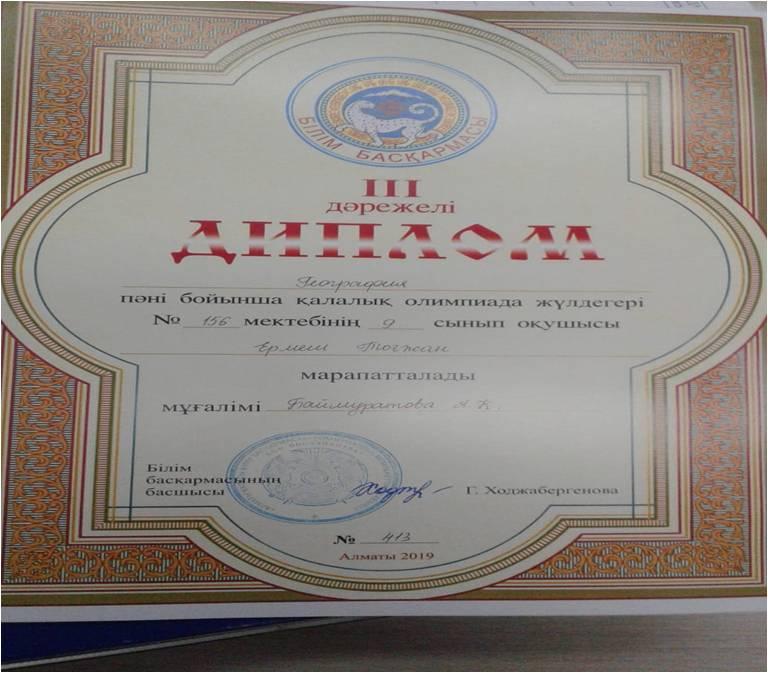 БІЛІМ БАСҚАРМАСЫ
III
дәрежелі
ДИПЛОМ
География
пәні бойынша қалалық олимпиада жүлдегері
№ 156 мектебінің 9 сынып оқушысы
Ермек Тоғжан
марапатталады
мұғалімі Баймуратова А.Қ.
Білім
басқармасының
басшысы
Г. Ходжабергенова
№ 413
Алматы 2019